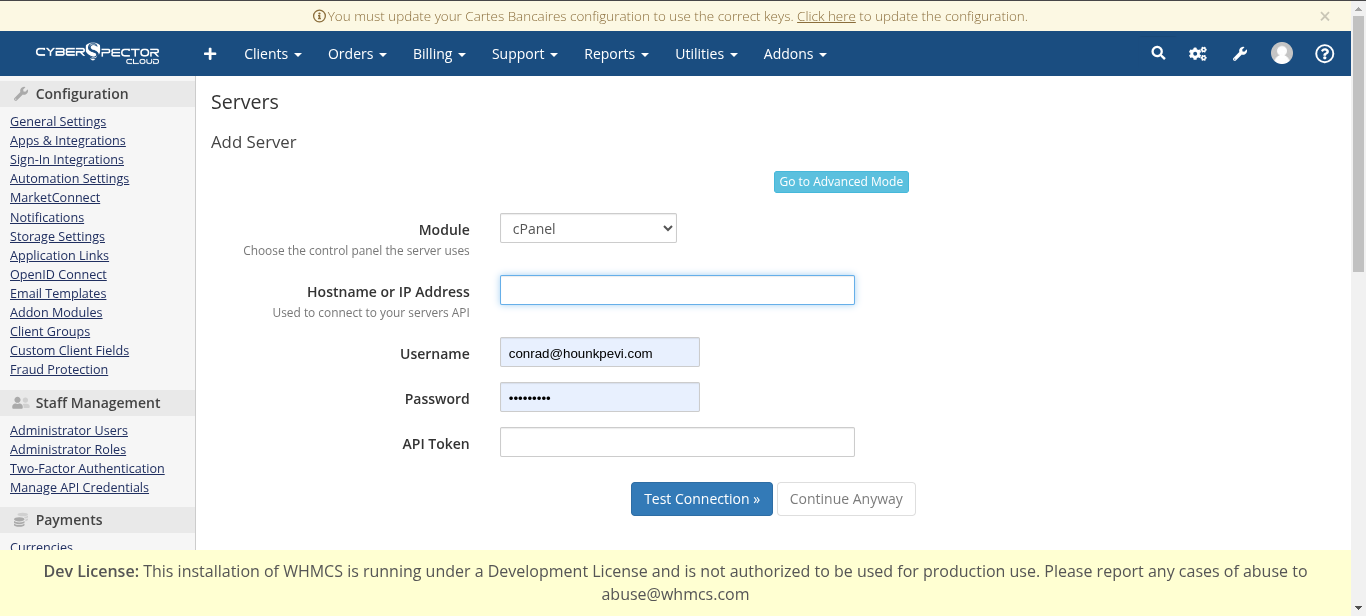 You must update your Cartes Bancaires configuration to use the correct keys. Click here to update the configuration. ×
CYBERSPECTOR
CLOUD
Clients Orders Billing Support Reports Utilities Addons
Configuration
General Settings
Apps & Integrations
Sign-In Integrations
Automation Settings
MarketConnect
Notifications
Storage Settings
Application Links
OpenID Connect
Email Templates
Addon Modules
Client Groups
Custom Client Fields
Fraud Protection
Staff Management
Administrator Users
Administrator Roles
Two-Factor Authentication
Manage API Credentials
Payments
Currencies
Servers
Add Server
Go to Advanced Mode
Module cPanel
Choose the control panel the server uses
Hostname or IP Address
Used to connect to your servers API
Username conrad@hounkpevi.com
Password •••••••••
API Token
Test Connection » Continue Anyway
Dev License: This installation of WHMCS is running under a Development License and is not authorized to be used for production use. Please report any cases of abuse to
abuse@whmcs.com